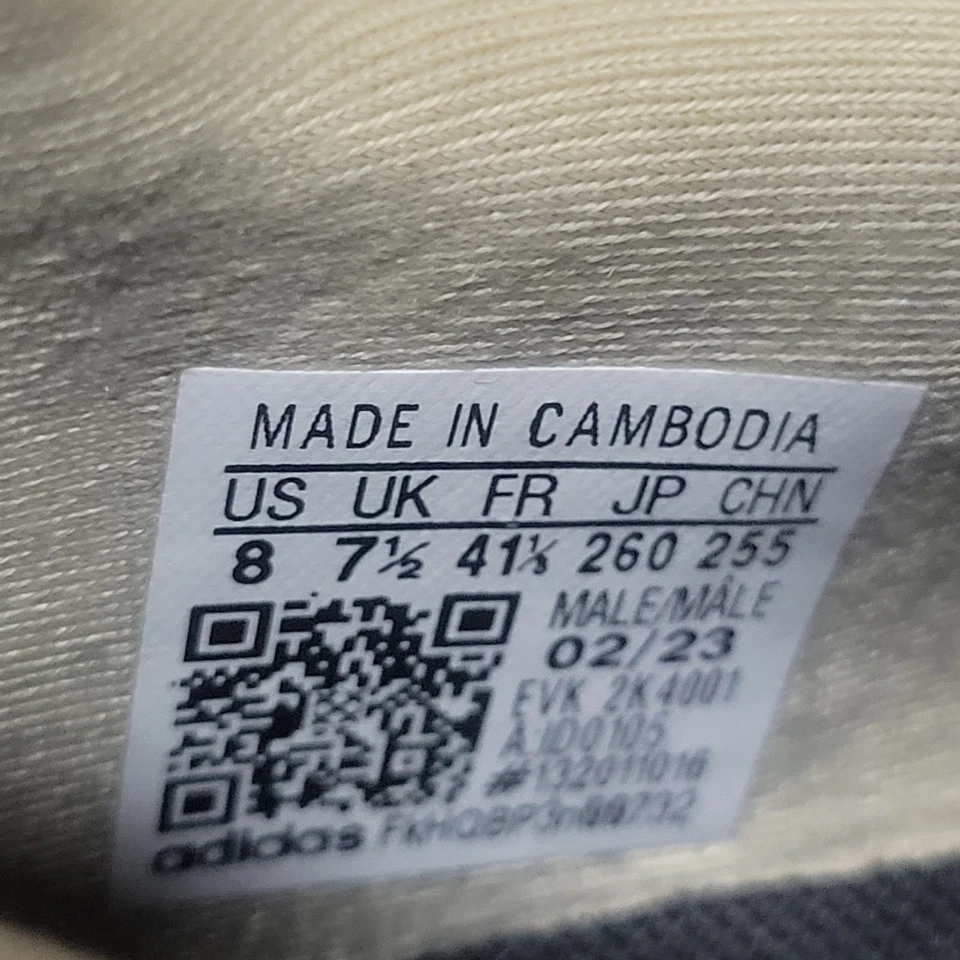 MADE IN CAMBODIA
US UK FR JP CHN
8 7½ 41⅓ 260 255
MALE/MÂLE
02/23
EVK 2K4001
A:ID0105
#132011016
adidas